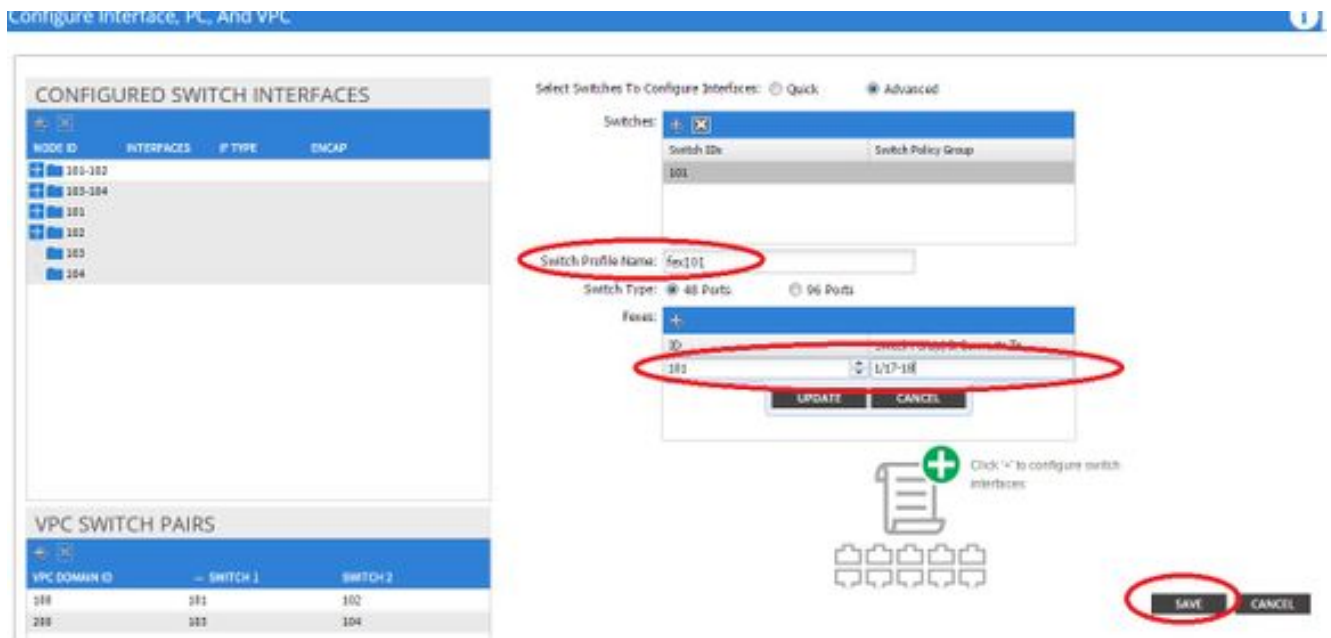 Configure Interface, PC, And VPC
i
CONFIGURED SWITCH INTERFACES
NODE ID INTERFACES IF TYPE ENCAP
101-102
103-104
101
102
103
104
VPC SWITCH PAIRS
VPC DOMAIN ID SWITCH 1 SWITCH 2
100 101 102
200 103 104
Select Switches To Configure Interfaces: Quick Advanced
Switches:
Switch IDs Switch Policy Group
101
Switch Profile Name: fex101
Switch Type: 48 Ports 96 Ports
Fexes:
ID
101 1/17-18
UPDATE CANCEL
Click '+' to configure switch
interfaces
SAVE CANCEL